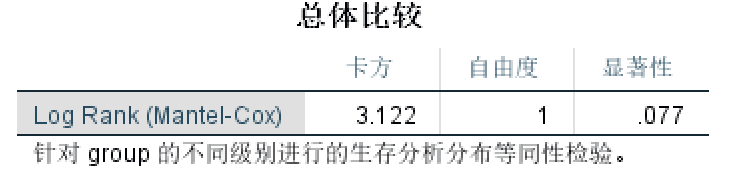 总体比较
卡方 自由度 显著性
Log Rank (Mantel-Cox) 3.122 1 .077
针对 group 的不同级别进行的生存分析分布等同性检验。